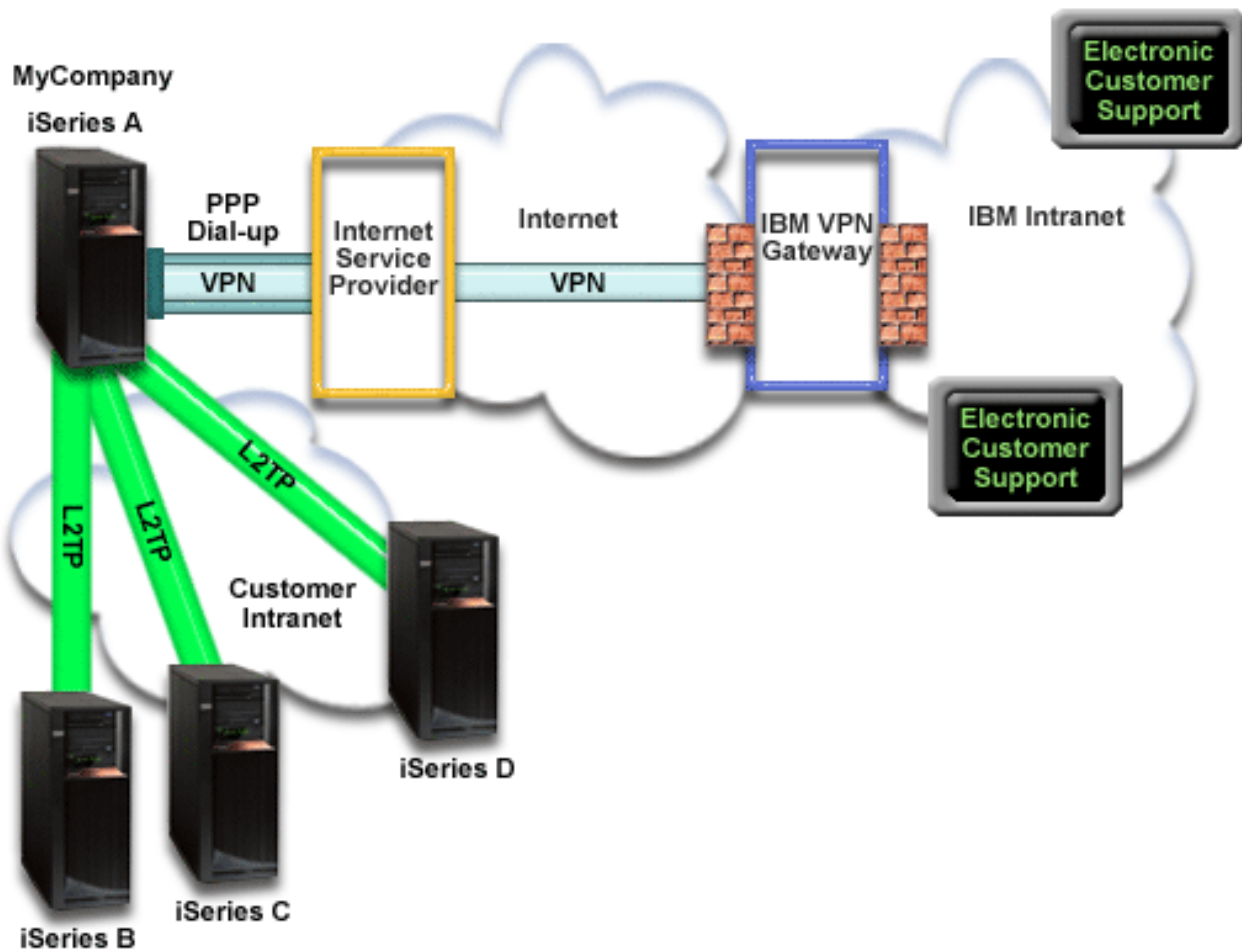 MyCompany
iSeries A
PPP
Dial-up
VPN
Internet
Service
Provider
Internet
VPN
IBM VPN
Gateway
IBM Intranet
Electronic
Customer
Support
Electronic
Customer
Support
L2TP
L2TP
L2TP
Customer
Intranet
iSeries D
iSeries C
iSeries B